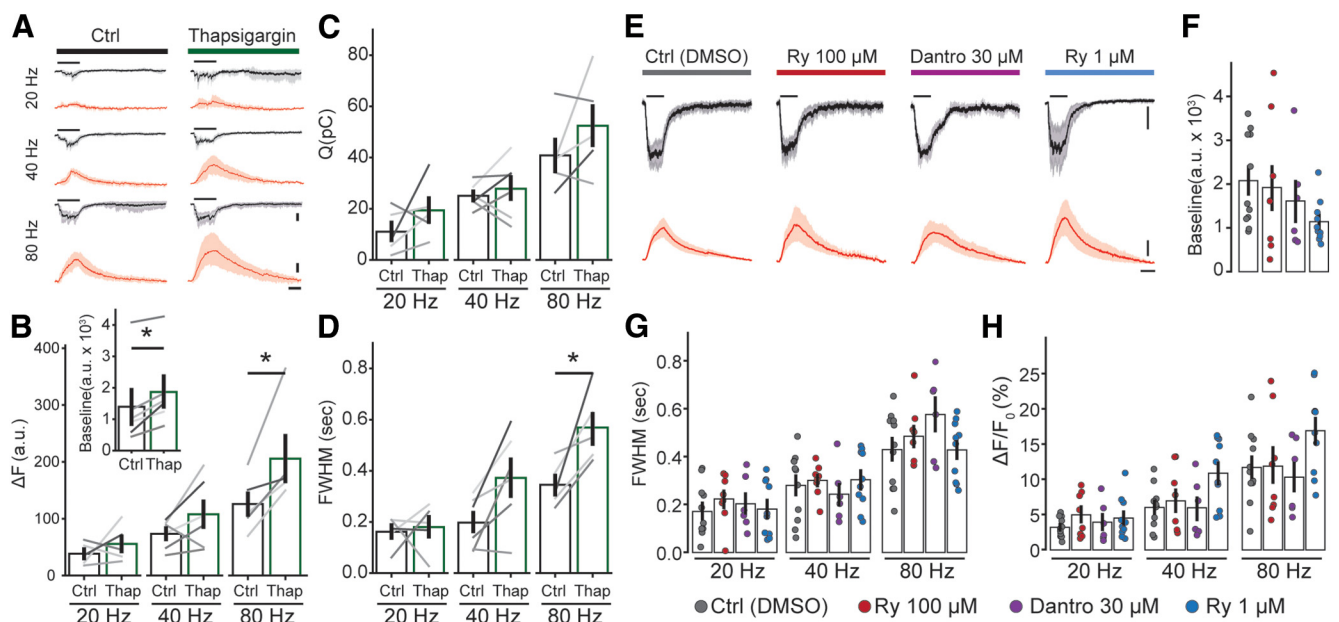 A
Ctrl
Thapsigargin
20 Hz
40 Hz
80 Hz
B
ΔF (a.u.)
400
300
200
100
0
Baseline(a.u. x 10³)
4
3
2
1
0
*
Ctrl Thap
*
Ctrl Thap Ctrl Thap Ctrl Thap
20 Hz 40 Hz 80 Hz
C
Q(pC)
80
60
40
20
0
Ctrl Thap Ctrl Thap Ctrl Thap
20 Hz 40 Hz 80 Hz
D
FWHM (sec)
0.8
0.6
0.4
0.2
0.0
*
Ctrl Thap Ctrl Thap Ctrl Thap
20 Hz 40 Hz 80 Hz
E
Ctrl (DMSO) Ry 100 µM Dantro 30 µM Ry 1 µM
F
Baseline(a.u. x 10³)
4
2
0
G
FWHM (sec)
0.8
0.6
0.4
0.2
0.0
20 Hz 40 Hz 80 Hz
H
ΔF/F₀ (%)
30
20
10
0
20 Hz 40 Hz 80 Hz
Ctrl (DMSO) Ry 100 µM Dantro 30 µM Ry 1 µM